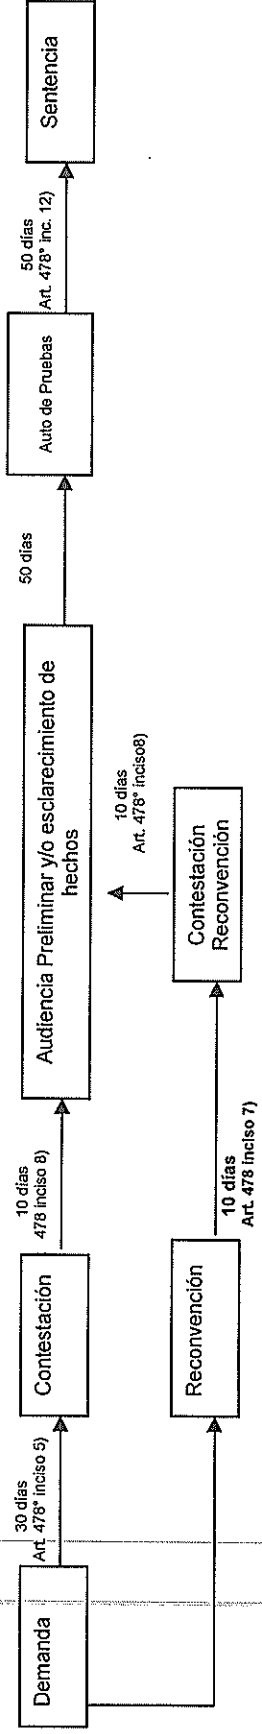 Demanda
30 días
Art. 478° inciso 5)
Contestación
10 días
478 inciso 8)
Audiencia Preliminar y/o esclarecimiento de
hechos
50 días
Auto de Pruebas
50 días
Art. 478° inc. 12)
Sentencia
Reconvención
10 días
Art. 478 inciso 7)
Contestación
Reconvención
10 días
Art. 478° inciso8)